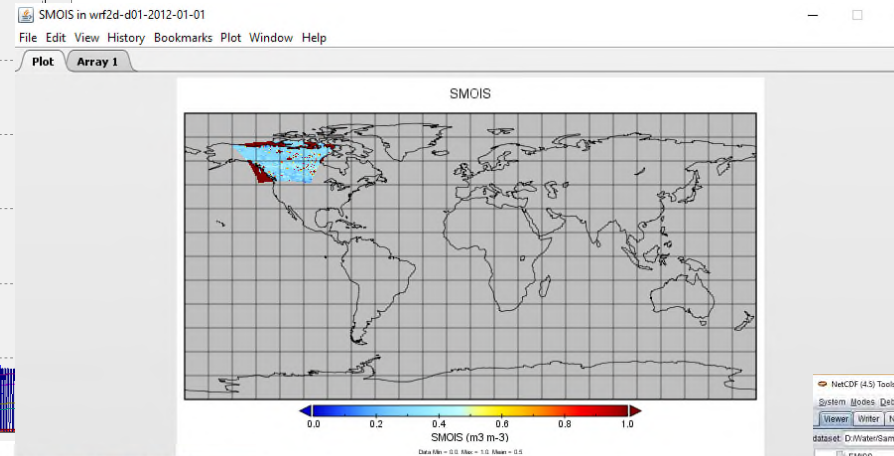 SMOIS in wrf2d-d01-2012-01-01
File Edit View History Bookmarks Plot Window Help
Plot Array 1
SMOIS
0.0 0.2 0.4 0.6 0.8 1.0
SMOIS (m3 m-3)
Data Min = 0.0, Max = 1.0, Mean = 0.5
NetCDF (4.5) Tools
System Modes Deb
Viewer Writer N
dataset: D:/Water/Sam